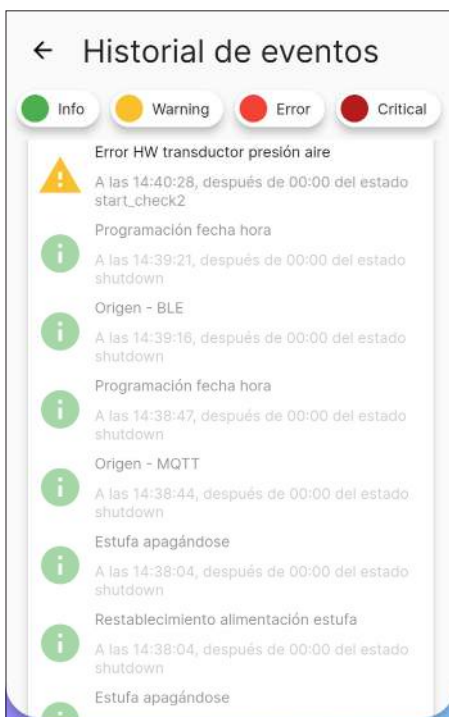 Historial de eventos
Info
Warning
Error
Critical
Error HW transductor presión aire
A las 14:40:28, después de 00:00 del estado
start_check2
Programación fecha hora
A las 14:39:21, después de 00:00 del estado
shutdown
Origen - BLE
A las 14:39:16, después de 00:00 del estado
shutdown
Programación fecha hora
A las 14:38:47, después de 00:00 del estado
shutdown
Origen - MQTT
A las 14:38:44, después de 00:00 del estado
shutdown
Estufa apagándose
A las 14:38:04, después de 00:00 del estado
shutdown
Restablecimiento alimentación estufa
A las 14:38:04, después de 00:00 del estado
shutdown
Estufa apagándose